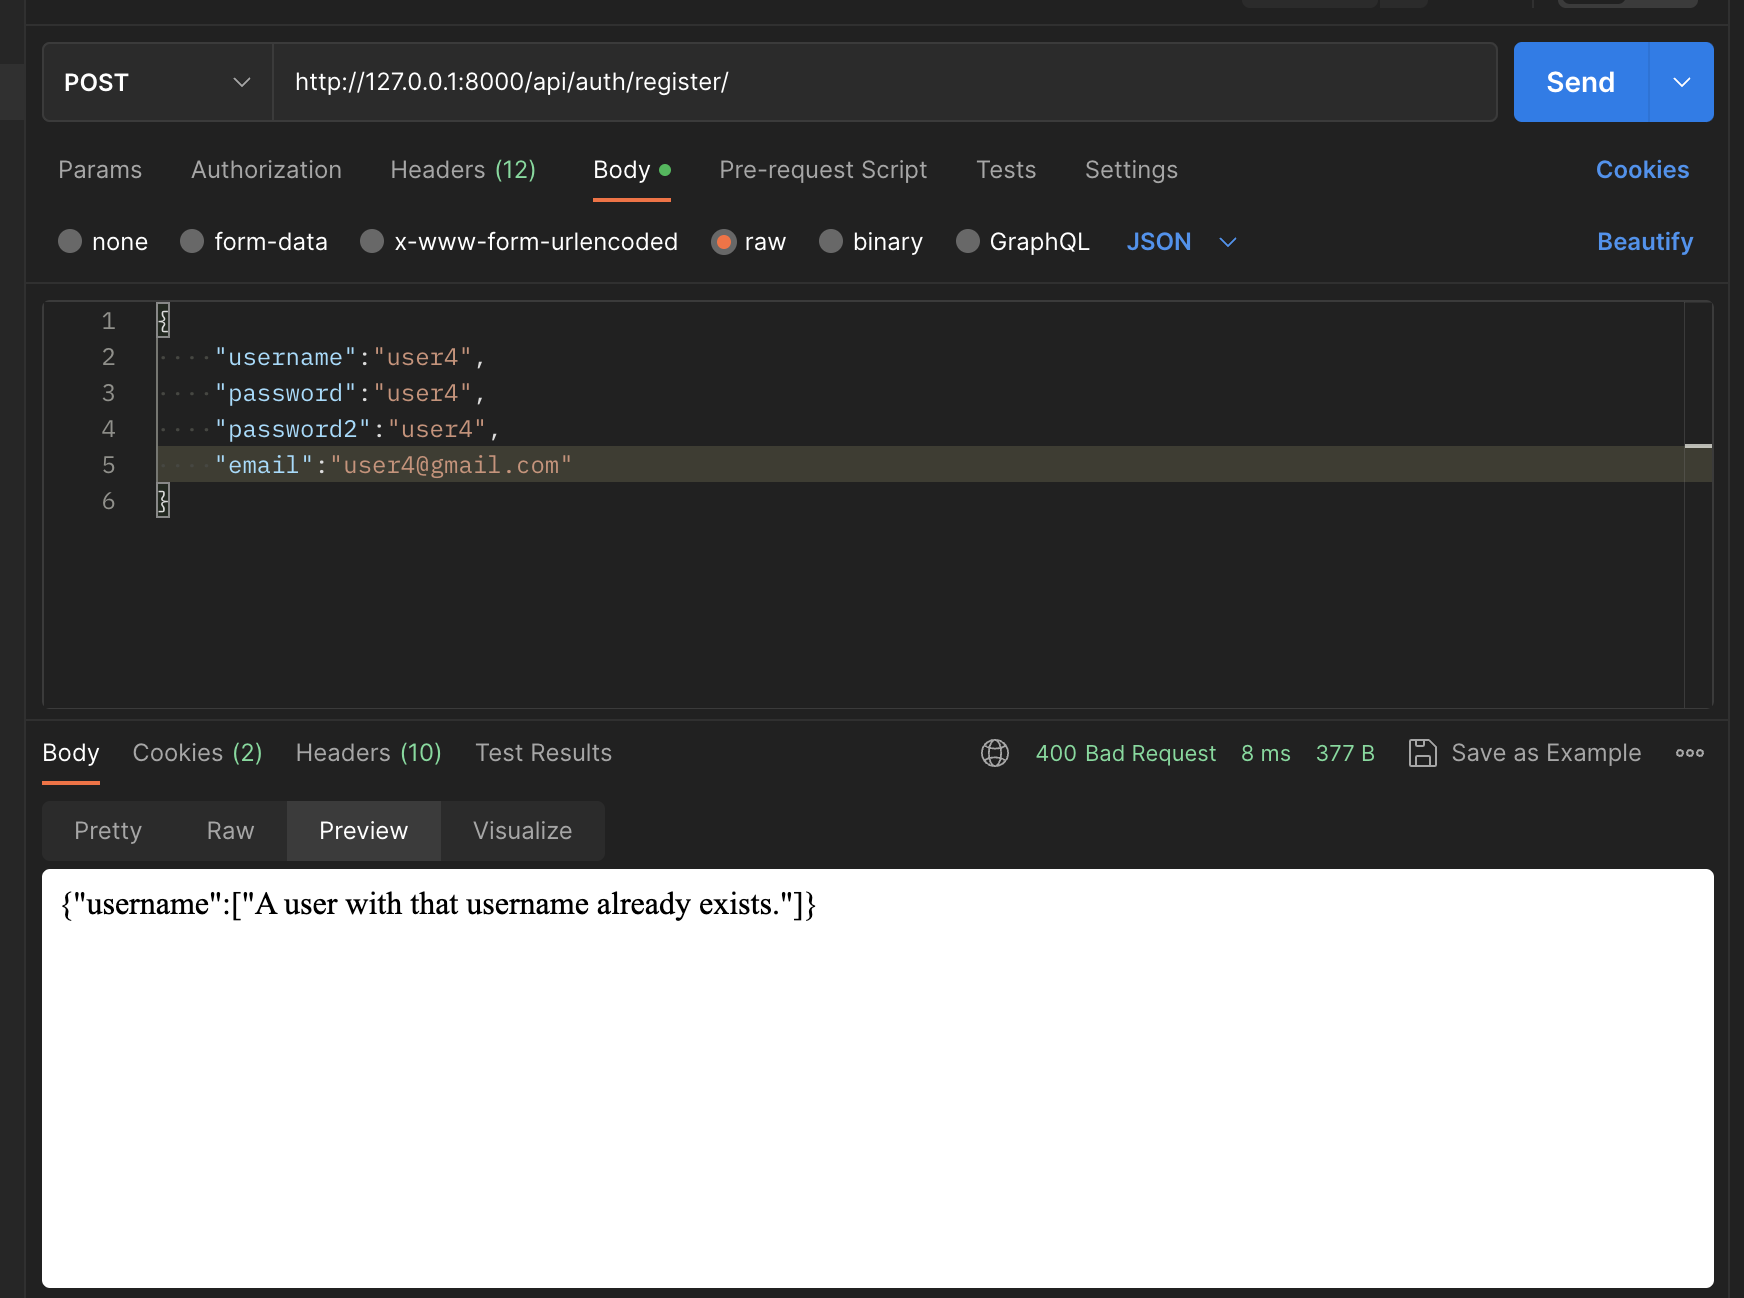 POST http://127.0.0.1:8000/api/auth/register/ Send
Params Authorization Headers (12) Body Pre-request Script Tests Settings Cookies
none form-data x-www-form-urlencoded raw binary GraphQL JSON Beautify
1 {
2 "username":"user4",
3 "password":"user4",
4 "password2":"user4",
5 "email":"user4@gmail.com"
6 }
Body Cookies (2) Headers (10) Test Results 400 Bad Request 8 ms 377 B Save as Example
Pretty Raw Preview Visualize
{"username":["A user with that username already exists."]}